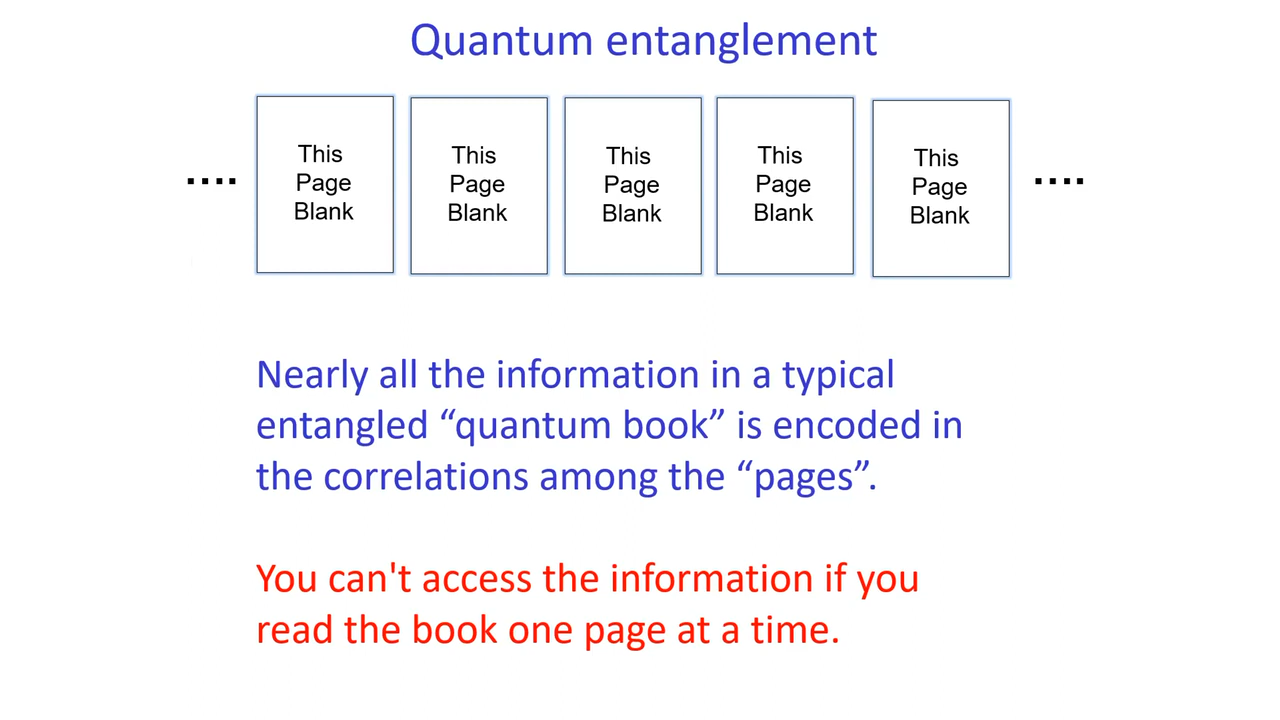 Quantum entanglement
....
This
Page
Blank
This
Page
Blank
This
Page
Blank
This
Page
Blank
This
Page
Blank
....
Nearly all the information in a typical
entangled “quantum book” is encoded in
the correlations among the “pages”.
You can't access the information if you
read the book one page at a time.